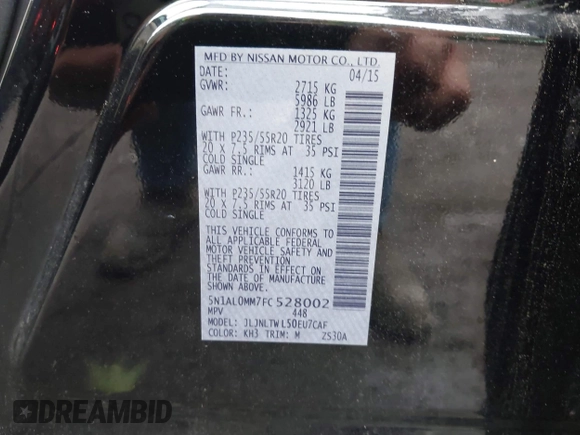 MFD BY NISSAN MOTOR CO., LTD.
DATE: 04/15
GVWR: 2715 KG
5986 LB
GAWR FR.: 1325 KG
2921 LB
WITH P235/55R20 TIRES
20 X 7.5 RIMS AT 35 PSI
COLD SINGLE
GAWR RR.: 1415 KG
3120 LB
WITH P235/55R20 TIRES
20 X 7.5 RIMS AT 35 PSI
COLD SINGLE
THIS VEHICLE CONFORMS TO
ALL APPLICABLE FEDERAL
MOTOR VEHICLE SAFETY AND
THEFT PREVENTION
STANDARDS IN EFFECT ON
THE DATE OF MANUFACTURE
SHOWN ABOVE.
5N1AL0MM7FC528002
MPV 448
MODEL: JLJNLTWL50EU7CAF
COLOR: KH3 TRIM: M ZS30A
DREAMBID